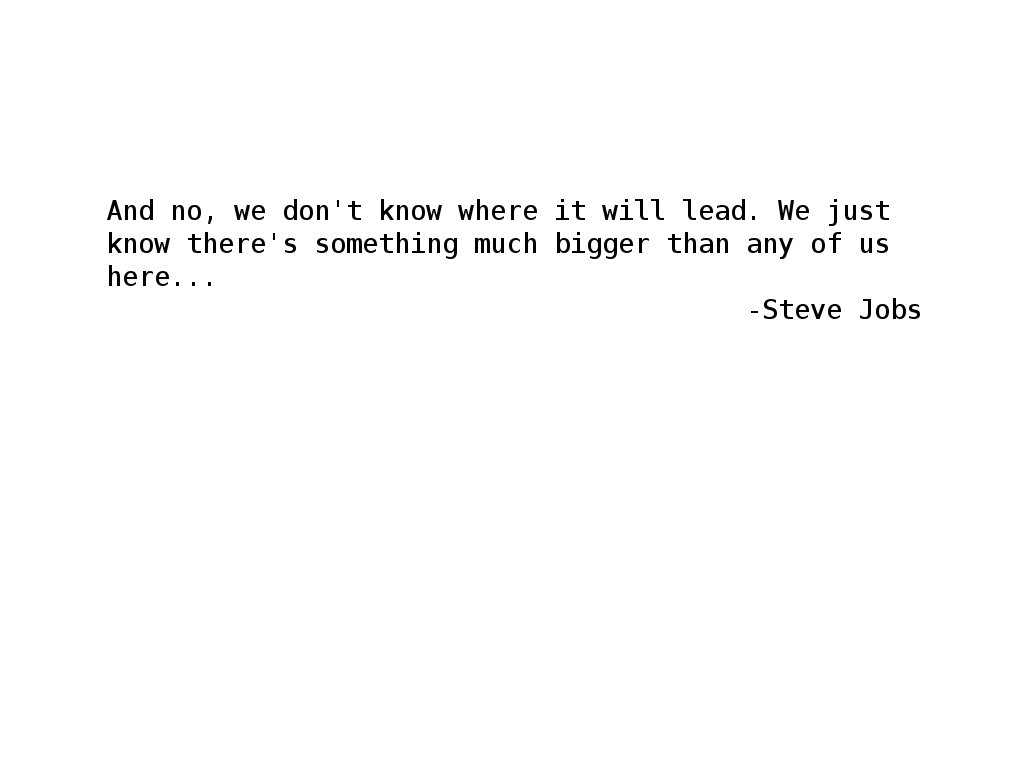 And no, we don't know where it will lead. We just
know there's something much bigger than any of us
here...
-Steve Jobs